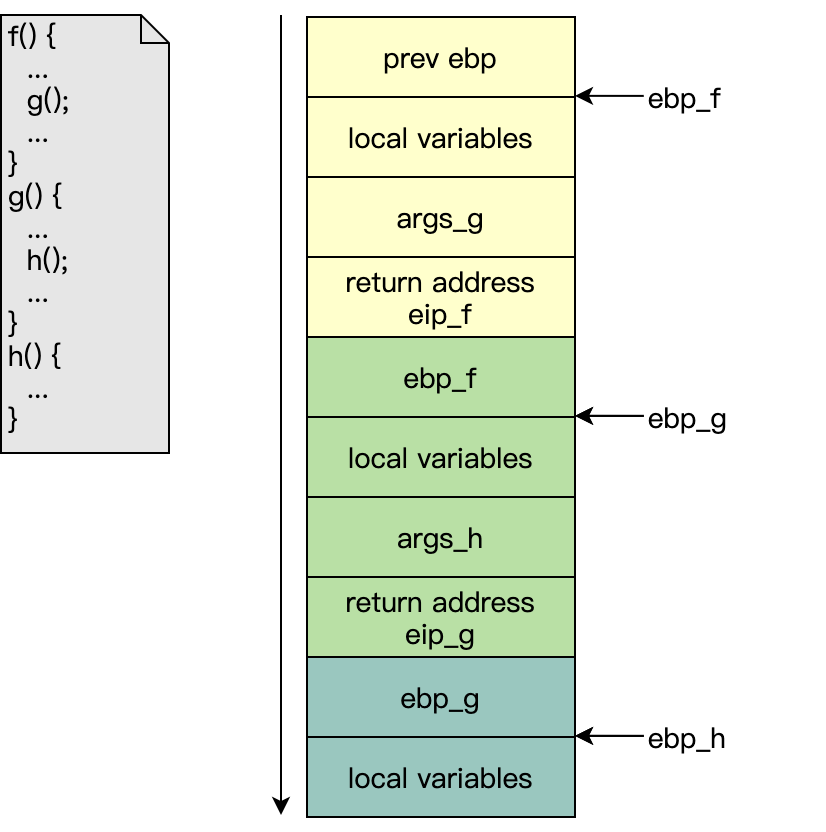 f() {
...
g();
...
}
g() {
...
h();
...
}
h() {
...
}
prev ebp
ebp_f
local variables
args_g
return address
eip_f
ebp_f
ebp_g
local variables
args_h
return address
eip_g
ebp_g
ebp_h
local variables